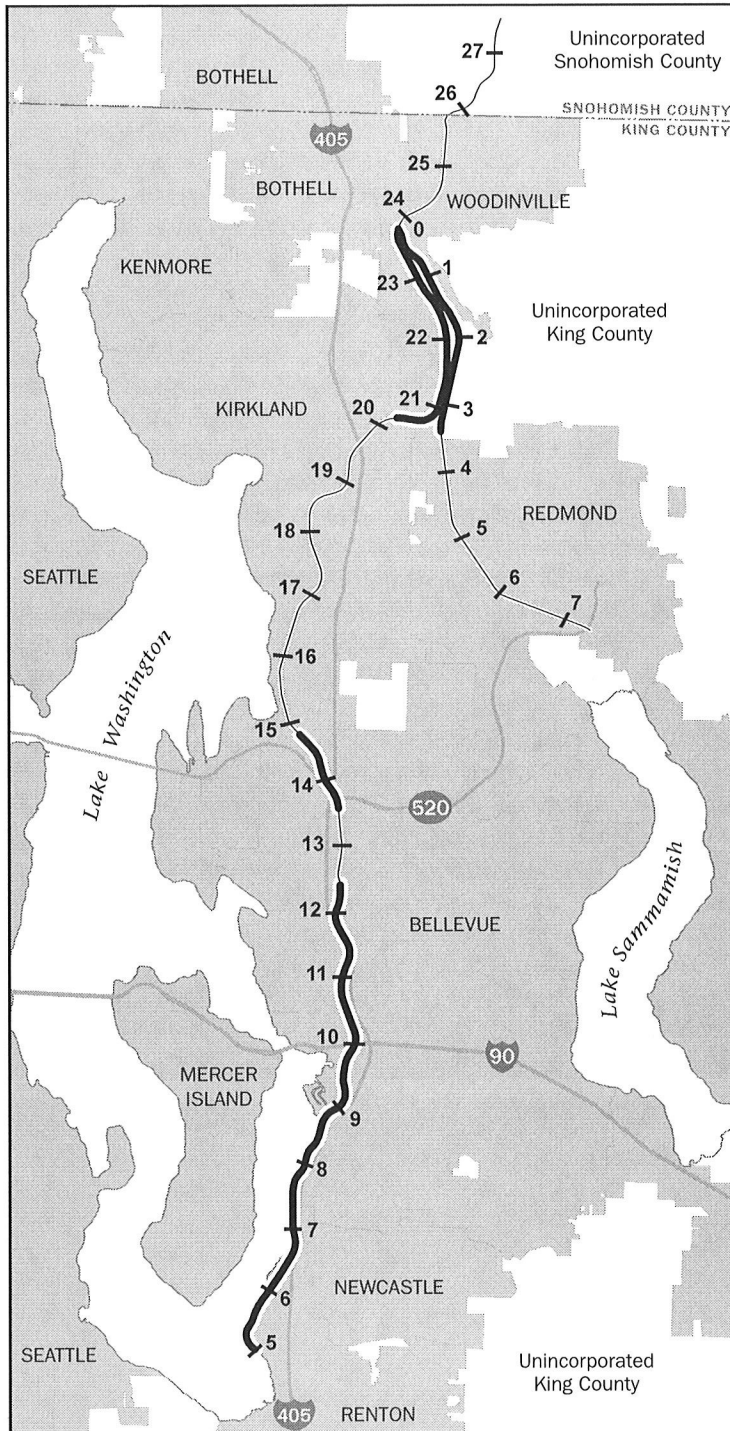 27
Unincorporated
Snohomish County
BOTHELL
26
SNOHOMISH COUNTY
KING COUNTY
405
25
BOTHELL
WOODINVILLE
24
0
KENMORE
1
23
Unincorporated
King County
22
2
21
3
KIRKLAND
20
4
19
REDMOND
18
5
SEATTLE
6
17
7
16
Lake Washington
15
14
520
13
Lake Sammamish
12
BELLEVUE
11
10
90
MERCER
ISLAND
9
8
7
NEWCASTLE
6
5
SEATTLE
Unincorporated
King County
405
RENTON